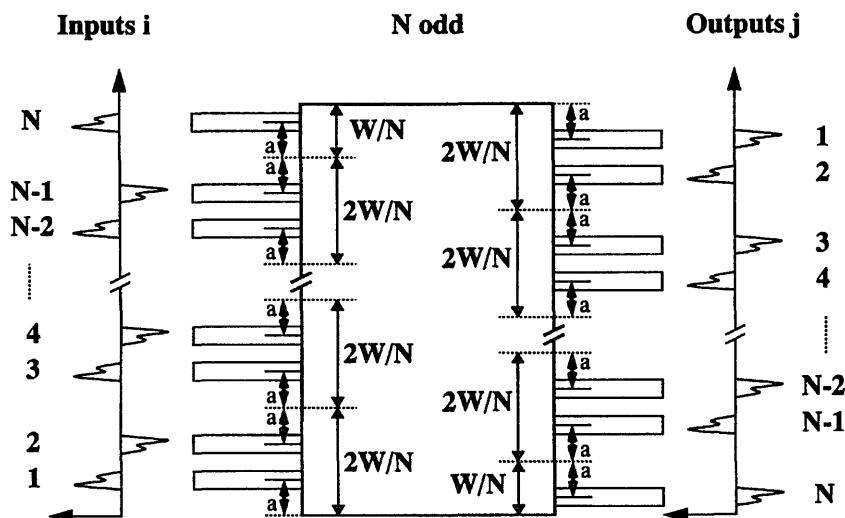 Inputs i N odd Outputs j
N a W/N a 1
a 2W/N 2
N-1 2W/N a
N-2 a 3
a 2W/N 4
a a
4 2W/N
3 a 2W/N a N-2
a N-1
2 2W/N a
1 a W/N a N